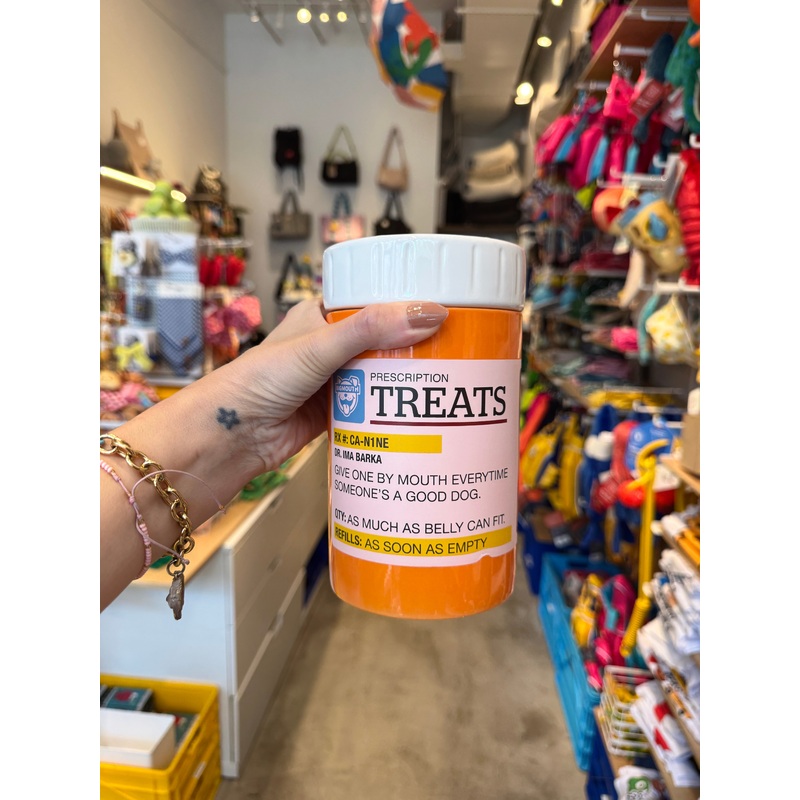 PRESCRIPTION
TREATS
RX #: CA-N1NE
DR. IMA BARKA
GIVE ONE BY MOUTH EVERYTIME
SOMEONE'S A GOOD DOG.
QTY: AS MUCH AS BELLY CAN FIT.
REFILLS: AS SOON AS EMPTY